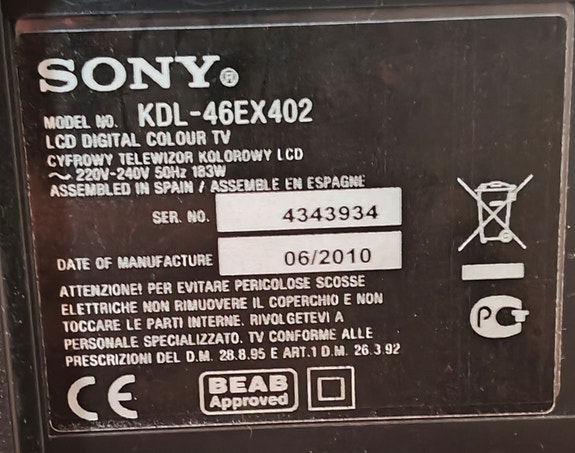 SONY®
MODEL NO. KDL-46EX402
LCD DIGITAL COLOUR TV
CYFROWY TELEWIZOR KOLOROWY LCD
~ 220V-240V 50Hz 183W
ASSEMBLED IN SPAIN / ASSEMBLE EN ESPAGNE
SER. NO. 4343934
DATE OF MANUFACTURE 06/2010
ATTENZIONE! PER EVITARE PERICOLOSE SCOSSE
ELETTRICHE NON RIMUOVERE IL COPERCHIO E NON
TOCCARE LE PARTI INTERNE. RIVOLGETEVI A
PERSONALE SPECIALIZZATO. TV CONFORME ALLE
PRESCRIZIONI DEL D.M. 28.8.95 E ART.1 D.M. 26.3.92
CE
BEAB
Approved
PCT